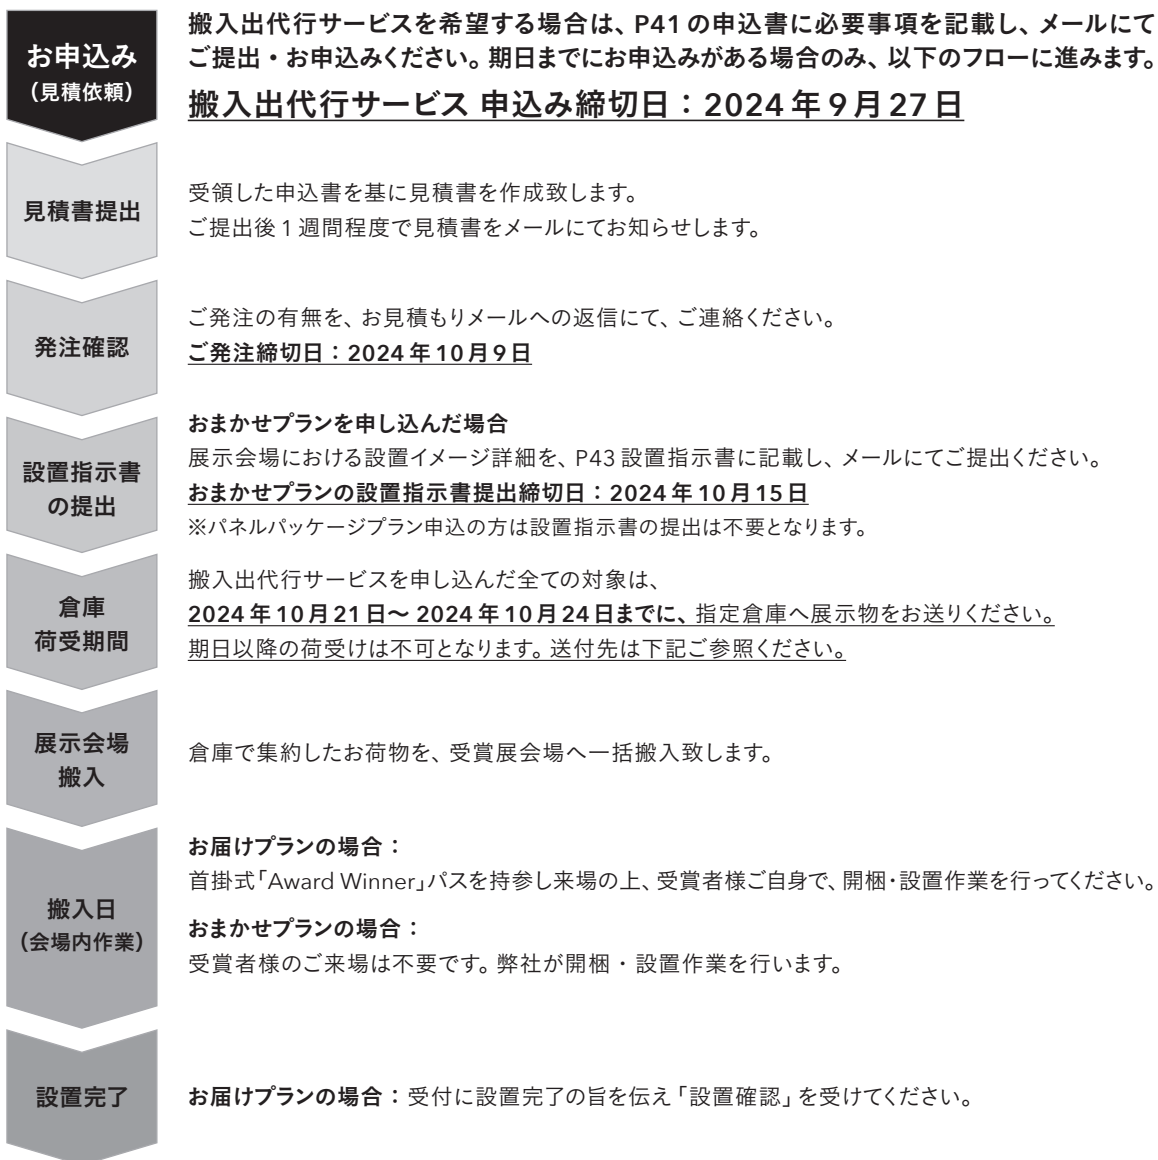 お申込み
（見積依頼）
搬入出代行サービスを希望する場合は、P41の申込書に必要事項を記載し、メールにて
ご提出・お申込みください。期日までにお申込みがある場合のみ、以下のフローに進みます。
搬入出代行サービス 申込み締切日：2024年9月27日
見積書提出
受領した申込書を基に見積書を作成致します。
ご提出後1週間程度で見積書をメールにてお知らせします。
発注確認
ご発注の有無を、お見積もりメールへの返信にて、ご連絡ください。
ご発注締切日：2024年10月9日
設置指示書
の提出
おまかせプランを申し込んだ場合
展示会場における設置イメージ詳細を、P43設置指示書に記載し、メールにてご提出ください。
おまかせプランの設置指示書提出締切日：2024年10月15日
※パネルパッケージプラン申込の方は設置指示書の提出は不要となります。
倉庫
荷受期間
搬入出代行サービスを申し込んだ全ての対象は、
2024年10月21日〜2024年10月24日までに、指定倉庫へ展示物をお送りください。
期日以降の荷受けは不可となります。送付先は下記ご参照ください。
展示会場
搬入
倉庫で集約したお荷物を、受賞展会場へ一括搬入致します。
搬入日
（会場内作業）
お届けプランの場合：
首掛式「Award Winner」パスを持参し来場の上、受賞者様ご自身で、開梱・設置作業を行ってください。
おまかせプランの場合：
受賞者様のご来場は不要です。弊社が開梱・設置作業を行います。
設置完了
お届けプランの場合：受付に設置完了の旨を伝え「設置確認」を受けてください。